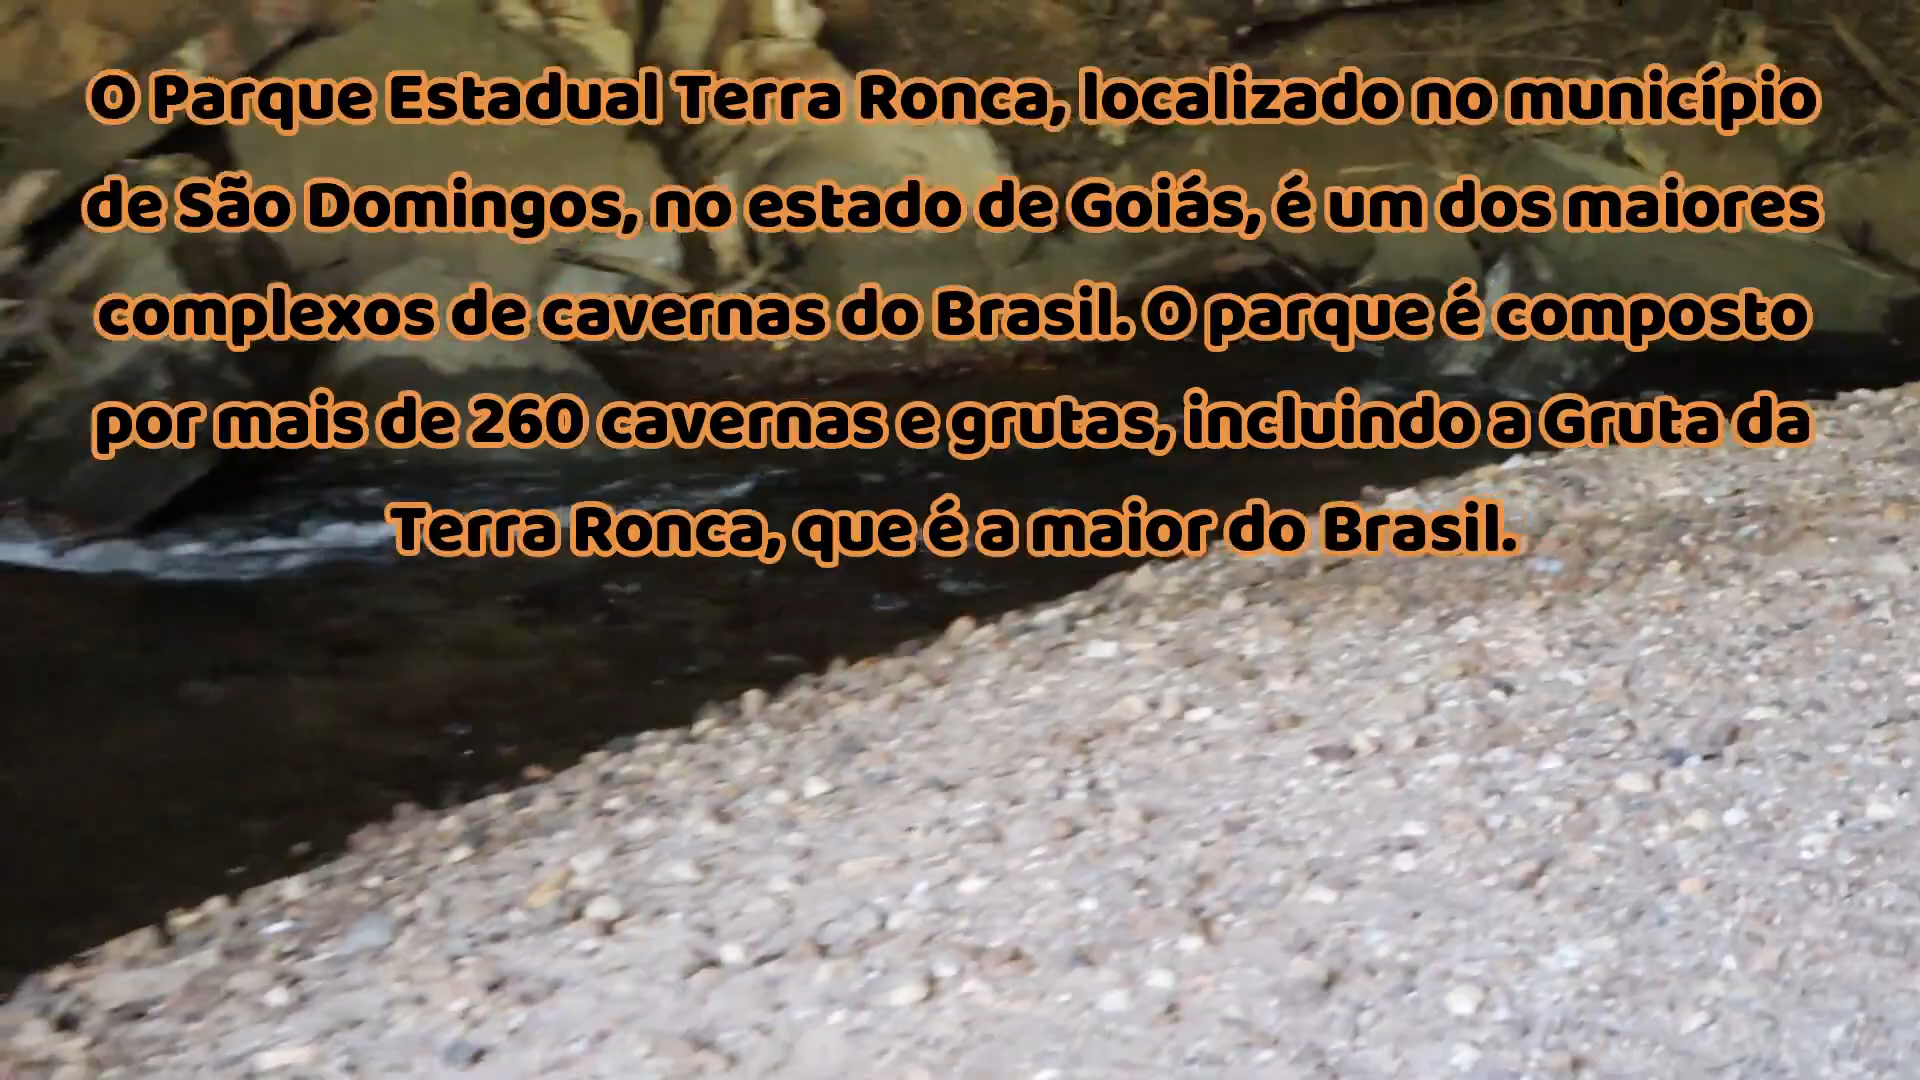 O Parque Estadual Terra Ronca, localizado no município
de São Domingos, no estado de Goiás, é um dos maiores
complexos de cavernas do Brasil. O parque é composto
por mais de 260 cavernas e grutas, incluindo a Gruta da
Terra Ronca, que é a maior do Brasil.